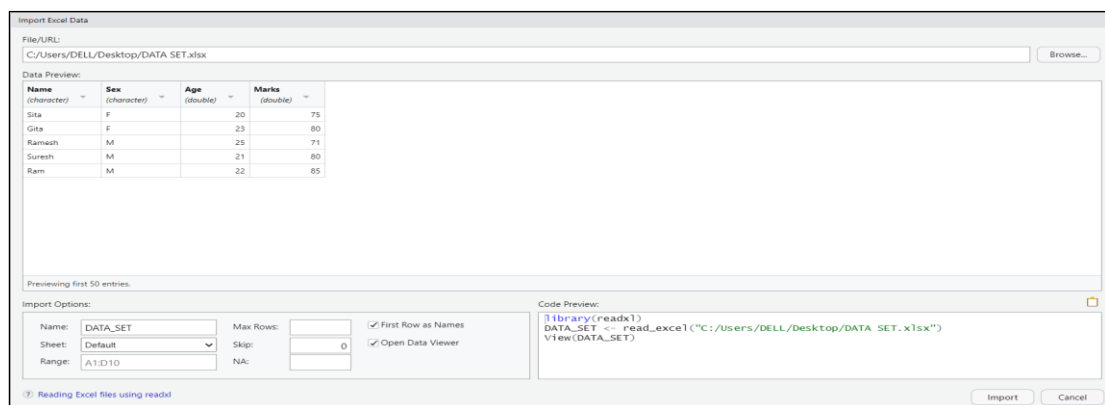 Import Excel Data
File/URL:
C:/Users/DELL/Desktop/DATA SET.xlsx Browse...
Data Preview:
Name Sex Age Marks
(character) (character) (double) (double)
Sita F 20 75
Gita F 23 80
Ramesh M 25 71
Suresh M 21 80
Ram M 22 85
Previewing first 50 entries.
Import Options: Code Preview:
Name: DATA_SET Max Rows: First Row as Names
Sheet: Default Skip: 0 Open Data Viewer
Range: A1:D10 NA:
library(readxl)
DATA_SET <- read_excel("C:/Users/DELL/Desktop/DATA SET.xlsx")
View(DATA_SET)
? Reading Excel files using readxl Import Cancel